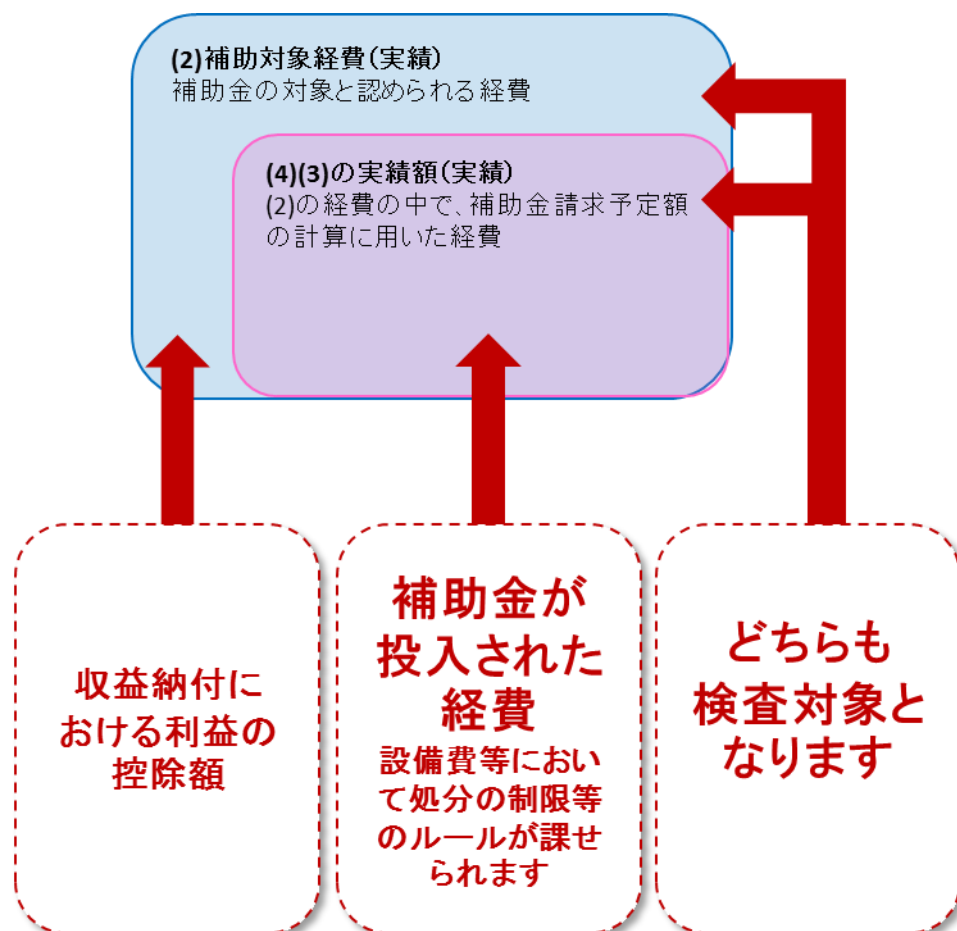 (2)補助対象経費(実績)
補助金の対象と認められる経費
(4)(3)の実績額(実績)
(2)の経費の中で、補助金請求予定額
の計算に用いた経費
収益納付に
おける利益の
控除額
補助金が
投入された
経費
設備費等におい
て処分の制限等
のルールが課せ
られます
どちらも
検査対象と
なります